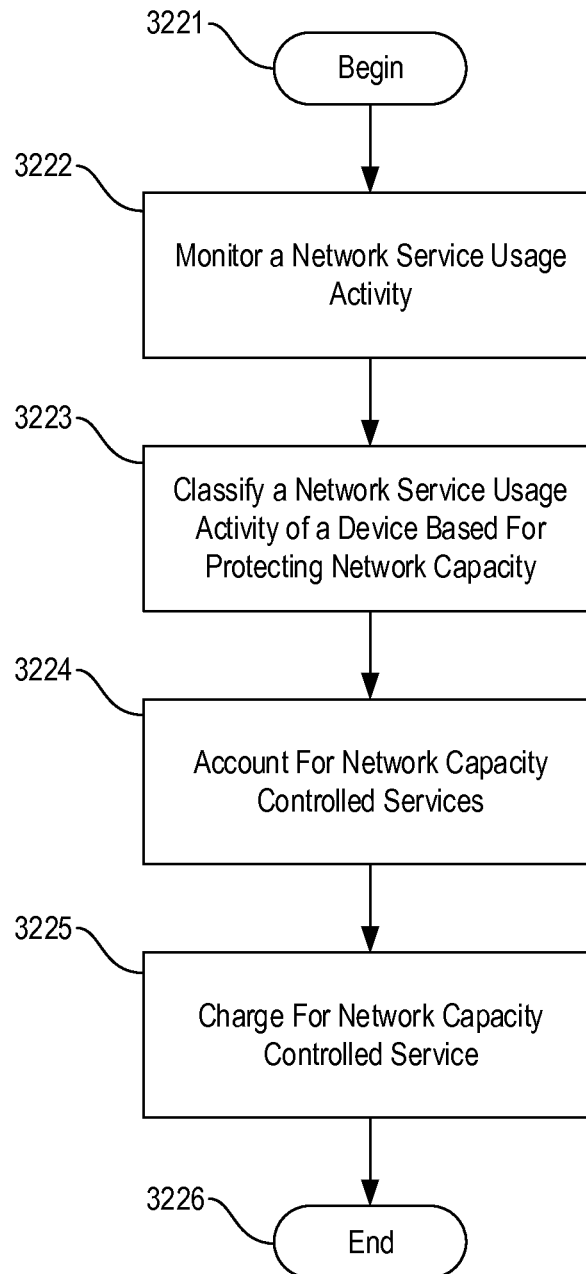 3221
Begin
3222
Monitor a Network Service Usage
Activity
3223
Classify a Network Service Usage
Activity of a Device Based For
Protecting Network Capacity
3224
Account For Network Capacity
Controlled Services
3225
Charge For Network Capacity
Controlled Service
3226
End